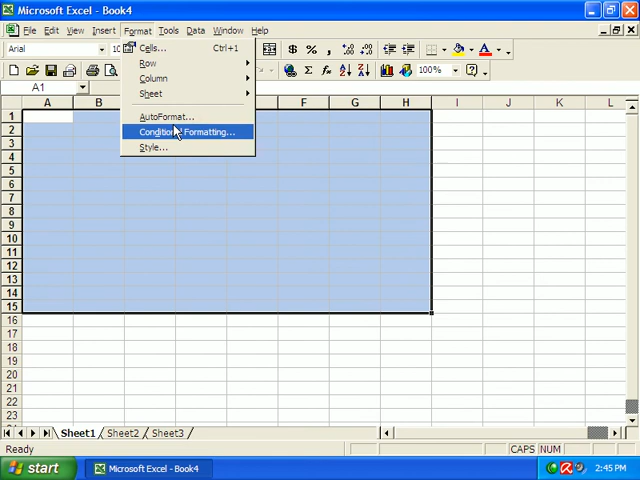 Microsoft Excel - Book4
File Edit View Insert Format Tools Data Window Help
Arial 10 $ % ,
Cells... Ctrl+1
Row
Column
Sheet
AutoFormat...
Conditional Formatting...
Style...
100%
A1
A B F G H I J K L
1
2
3
4
5
6
7
8
9
10
11
12
13
14
15
16
17
18
19
20
21
22
23
Sheet1 Sheet2 Sheet3
Ready CAPS NUM
start Microsoft Excel - Book4 2:45 PM